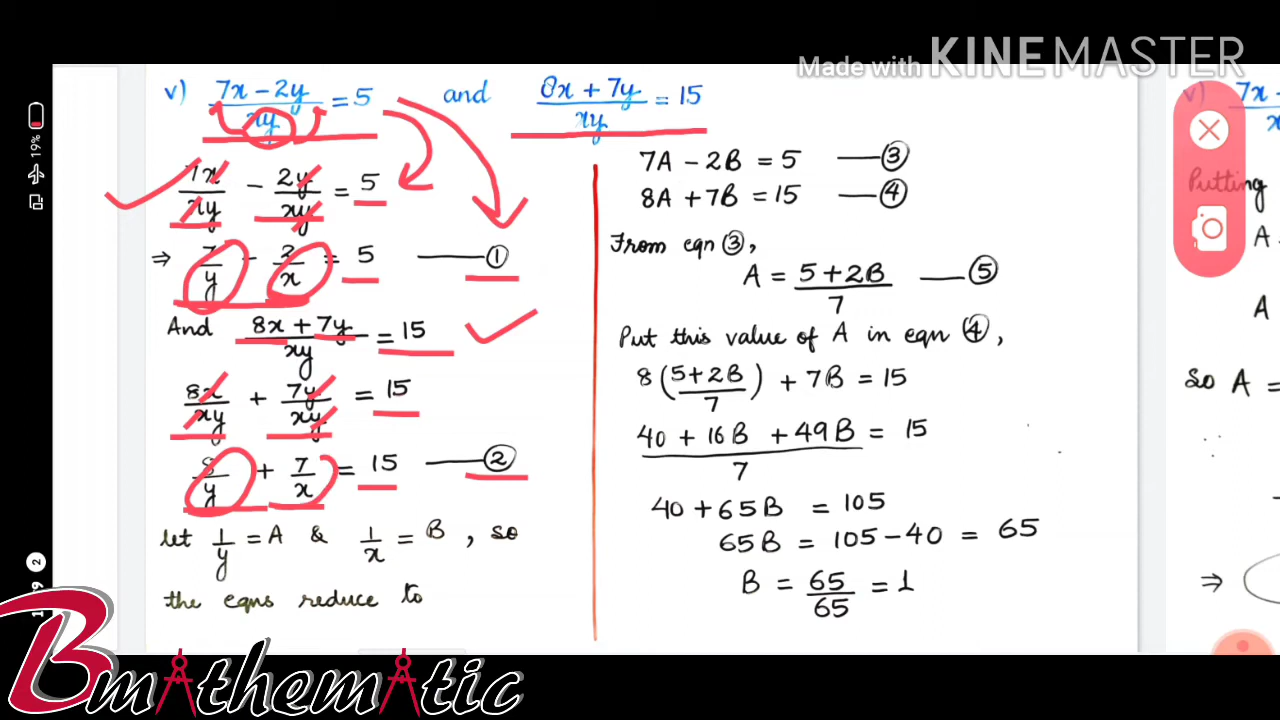 Made with KINEMASTER
v) (7x − 2y)/xy = 5 and (8x + 7y)/xy = 15
7x/xy − 2y/xy = 5
⇒ 7/y − 2/x = 5 —— ①
And (8x + 7y)/xy = 15
8x/xy + 7y/xy = 15
8/y + 7/x = 15 —— ②
let 1/y = A & 1/x = B, so
the eqns reduce to
7A − 2B = 5 —— ③
8A + 7B = 15 —— ④
From eqn ③,
A = (5 + 2B)/7 —— ⑤
Put this value of A in eqn ④,
8((5 + 2B)/7) + 7B = 15
(40 + 16B + 49B)/7 = 15
40 + 65B = 105
65B = 105 − 40 = 65
B = 65/65 = 1
v) 7x -
Putting
A =
A
So A =
⇒
19%
Bmathematic